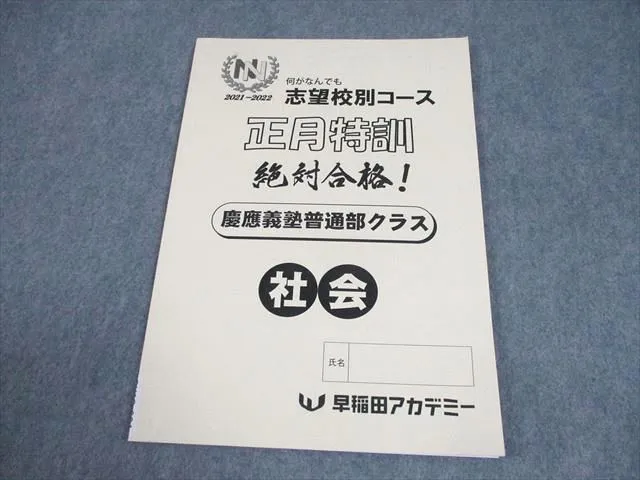 NN
2021-2022
何がなんでも
志望校別コース
正月特訓
絶対合格!
慶應義塾普通部クラス
社会
氏名
早稲田アカデミー